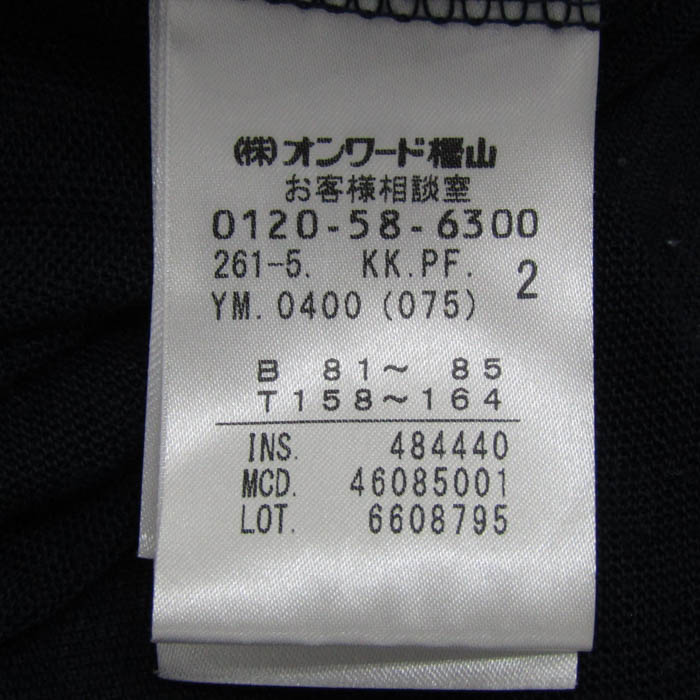 (株)オンワード樫山
お客様相談室
0120-58-6300
261-5. KK.PF. 2
YM. 0400 (075)
B 81～ 85
T158～164
INS. 484440
MCD. 46085001
LOT. 6608795